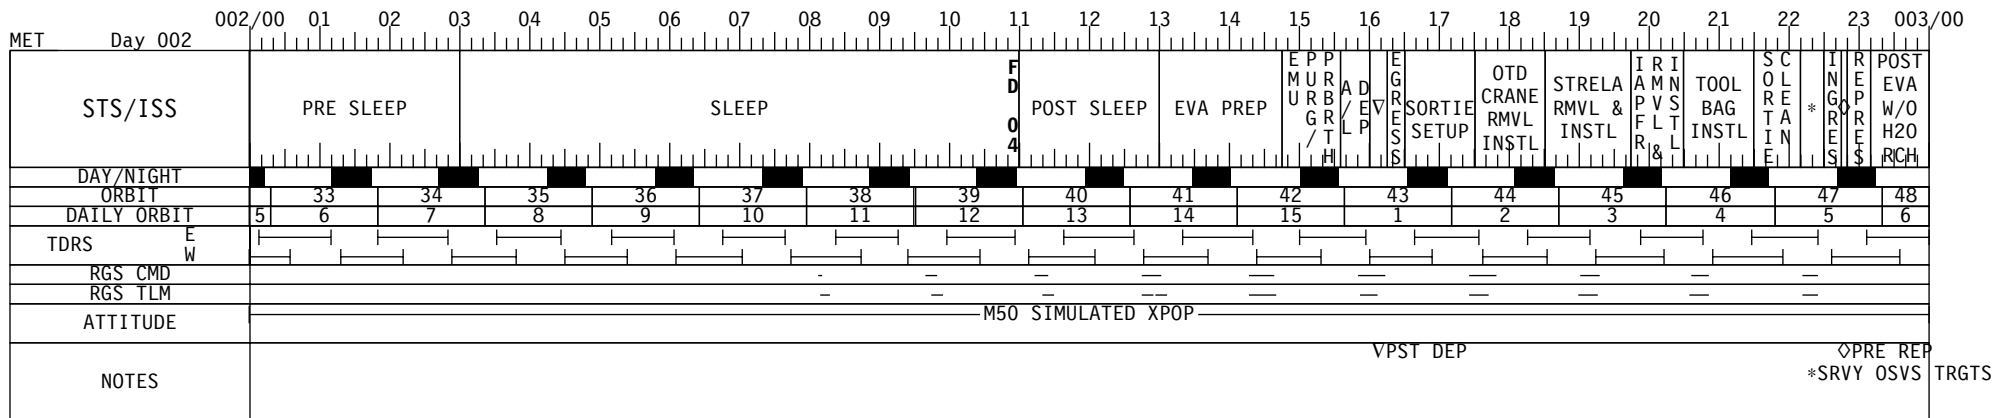 002/00 01 02 03 04 05 06 07 08 09 10 11 12 13 14 15 16 17 18 19 20 21 22 23 003/00
MET Day 002
STS/ISS
PRE SLEEP
SLEEP
FD 04
POST SLEEP
EVA PREP
EMU
PURG/
PRBRTH
A/L
DEP
∇
EGRESS
SORTIE
SETUP
OTD
CRANE
RMVL
INSTL
STRELA
RMVL &
INSTL
IAPFR
RMVL &
INSTL
TOOL
BAG
INSTL
SORTIE
CLEAN
*
INGRES
◊
REPRES
POST
EVA
W/O
H2O
RCH
DAY/NIGHT
ORBIT 33 34 35 36 37 38 39 40 41 42 43 44 45 46 47 48
DAILY ORBIT 5 6 7 8 9 10 11 12 13 14 15 1 2 3 4 5 6
TDRS E
W
RGS CMD
RGS TLM
ATTITUDE M50 SIMULATED XPOP
NOTES
∇PST DEP
◊PRE REP
*SRVY OSVS TRGTS